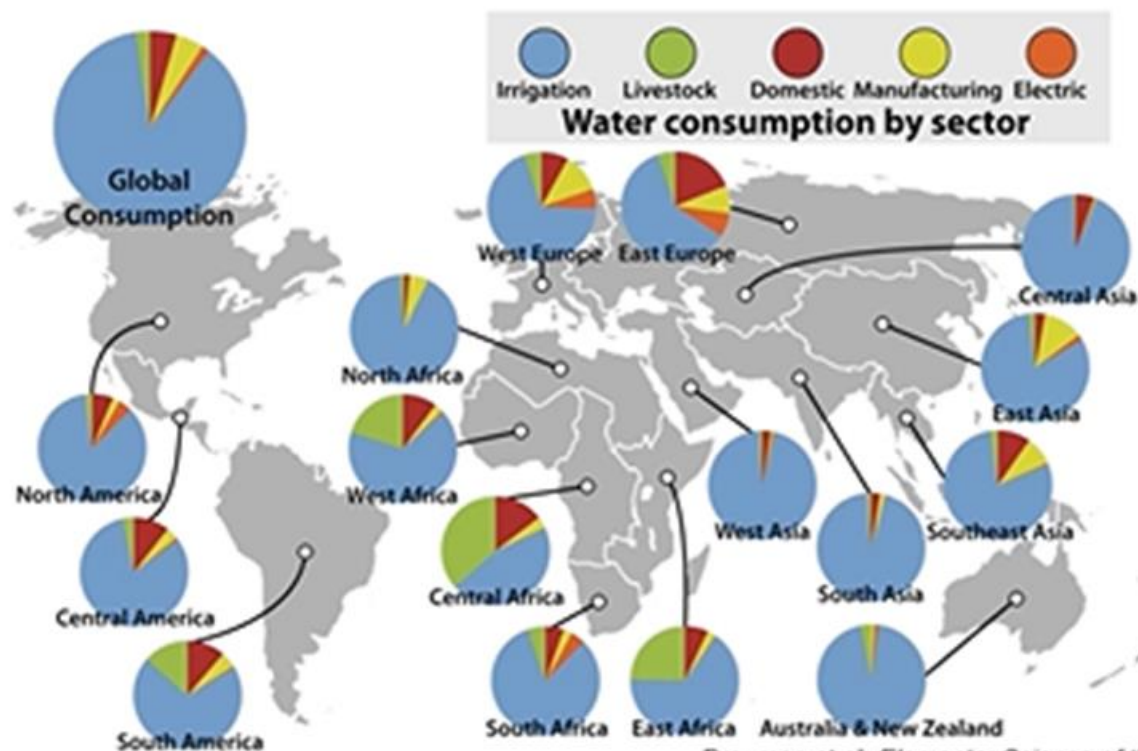 Irrigation Livestock Domestic Manufacturing Electric
Water consumption by sector
Global
Consumption
West Europe East Europe
Central Asia
North Africa
East Asia
North America
West Africa
West Asia
Southeast Asia
Central Africa
South Asia
Central America
South America
South Africa
East Africa
Australia & New Zealand